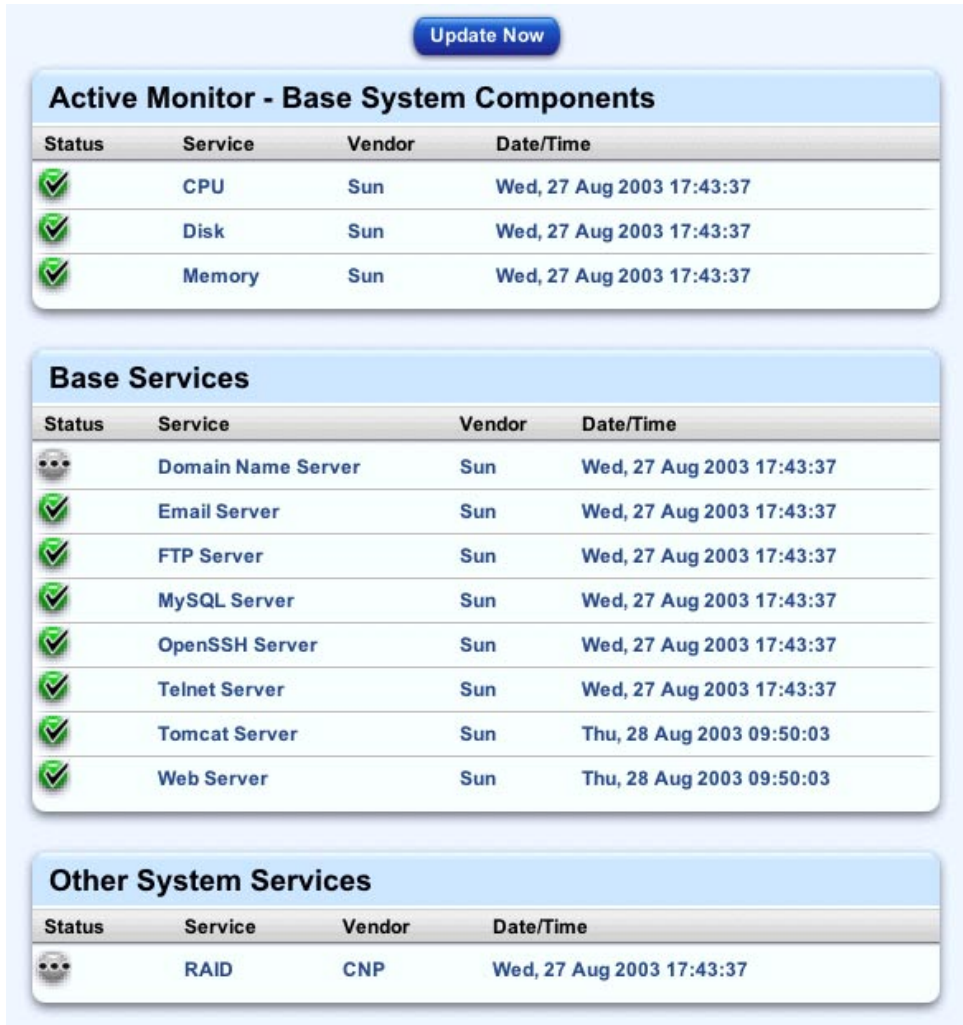 Update Now
Active Monitor - Base System Components
Status Service Vendor Date/Time
CPU Sun Wed, 27 Aug 2003 17:43:37
Disk Sun Wed, 27 Aug 2003 17:43:37
Memory Sun Wed, 27 Aug 2003 17:43:37
Base Services
Status Service Vendor Date/Time
Domain Name Server Sun Wed, 27 Aug 2003 17:43:37
Email Server Sun Wed, 27 Aug 2003 17:43:37
FTP Server Sun Wed, 27 Aug 2003 17:43:37
MySQL Server Sun Wed, 27 Aug 2003 17:43:37
OpenSSH Server Sun Wed, 27 Aug 2003 17:43:37
Telnet Server Sun Wed, 27 Aug 2003 17:43:37
Tomcat Server Sun Thu, 28 Aug 2003 09:50:03
Web Server Sun Thu, 28 Aug 2003 09:50:03
Other System Services
Status Service Vendor Date/Time
RAID CNP Wed, 27 Aug 2003 17:43:37